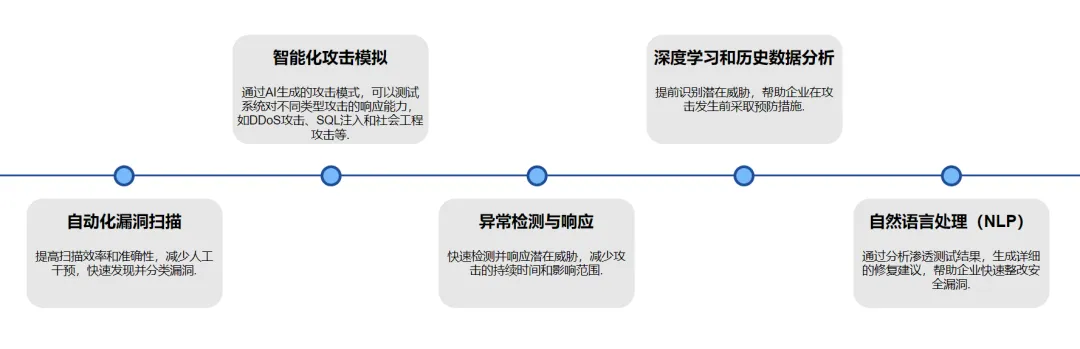 自动化漏洞扫描
提高扫描效率和准确性，减少人工
干预，快速发现并分类漏洞.
智能化攻击模拟
通过AI生成的攻击模式，可以测试
系统对不同类型攻击的响应能力，
如DDoS攻击、SQL注入和社会工程
攻击等.
异常检测与响应
快速检测并响应潜在威胁，减少攻
击的持续时间和影响范围.
深度学习和历史数据分析
提前识别潜在威胁，帮助企业在攻
击发生前采取预防措施.
自然语言处理（NLP）
通过分析渗透测试结果，生成详细
的修复建议，帮助企业快速整改安
全漏洞.